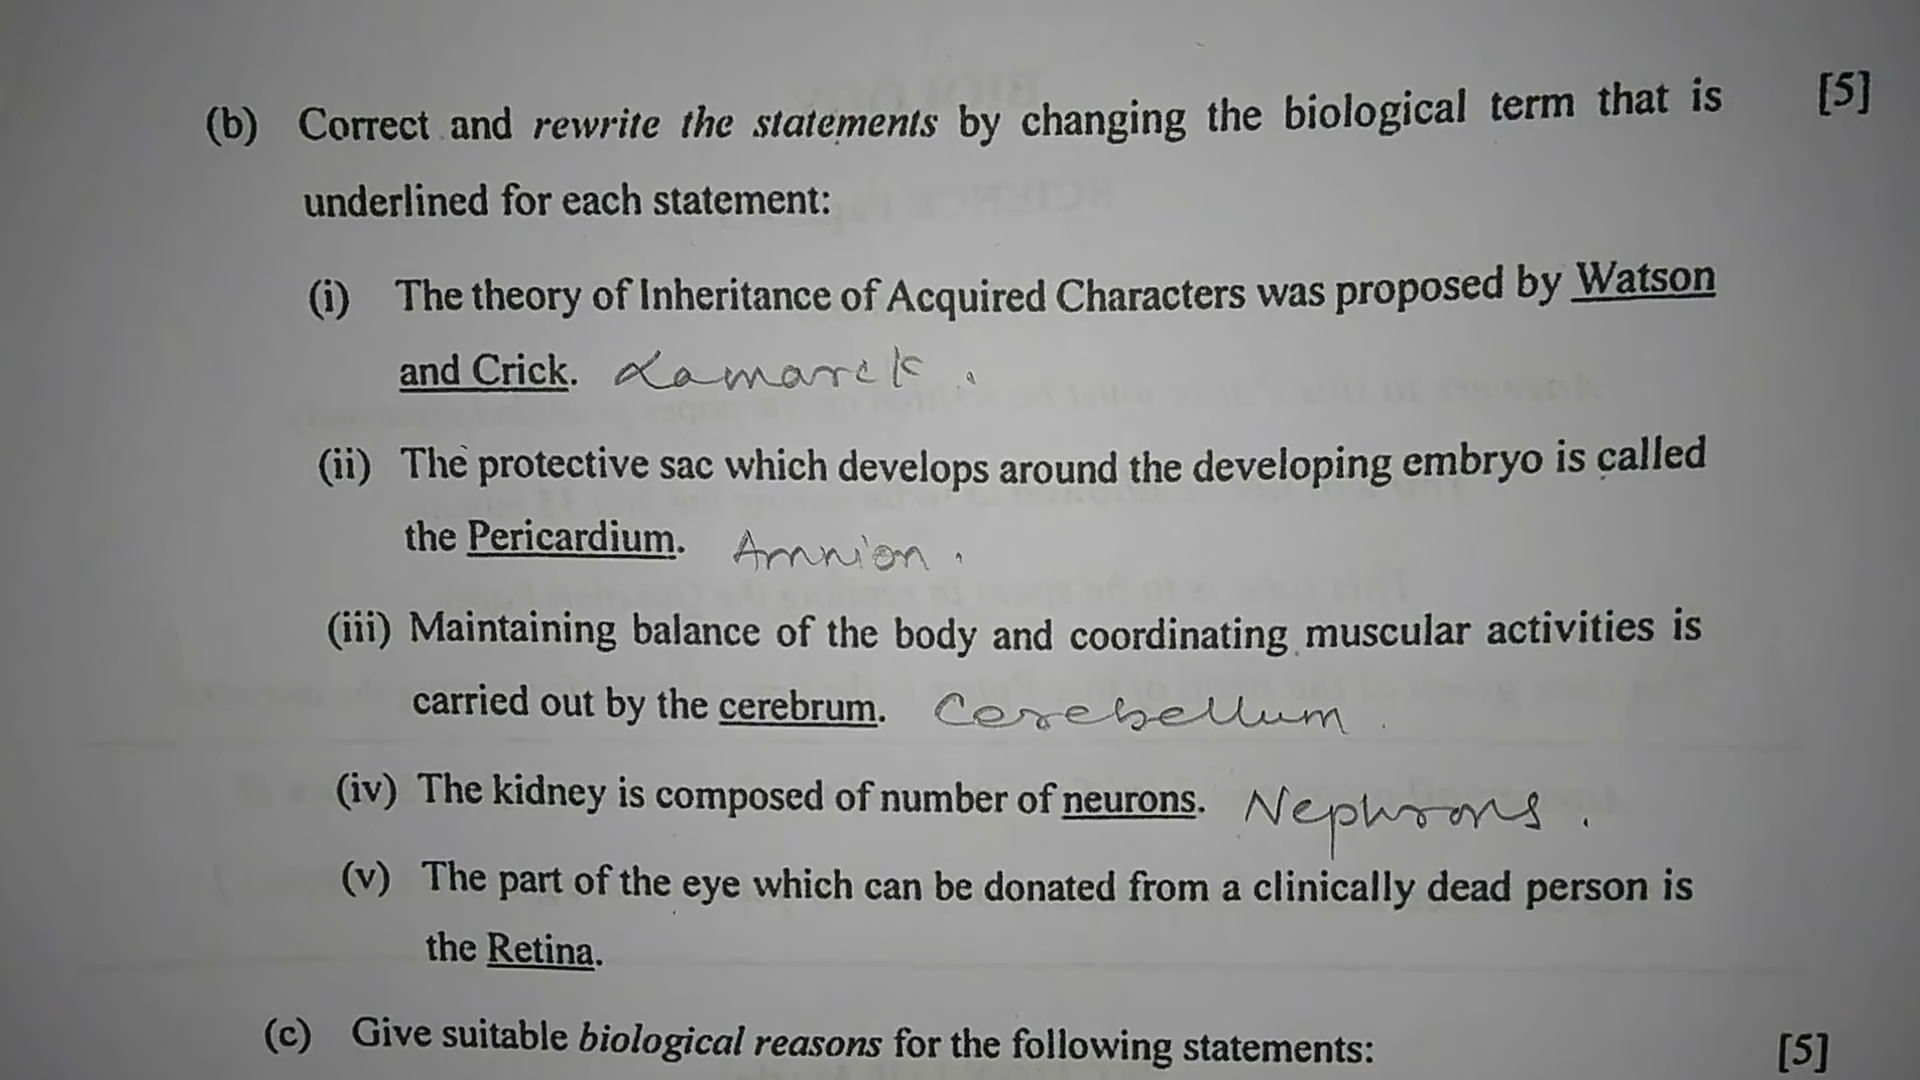 (b) Correct and rewrite the statements by changing the biological term that is [5]
underlined for each statement:
(i) The theory of Inheritance of Acquired Characters was proposed by Watson
and Crick. Lamarck.
(ii) The protective sac which develops around the developing embryo is called
the Pericardium. Amnion.
(iii) Maintaining balance of the body and coordinating muscular activities is
carried out by the cerebrum. Cerebellum.
(iv) The kidney is composed of number of neurons. Nephrons.
(v) The part of the eye which can be donated from a clinically dead person is
the Retina.
(c) Give suitable biological reasons for the following statements: [5]